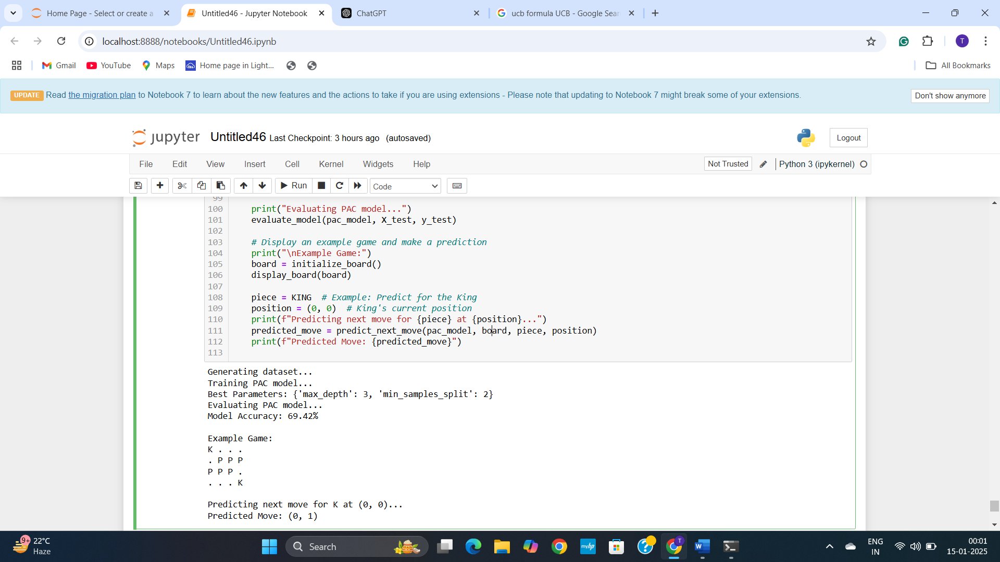 Home Page - Select or create a
Untitled46 - Jupyter Notebook
ChatGPT
ucb formula UCB - Google Sear
localhost:8888/notebooks/Untitled46.ipynb
T
Gmail
YouTube
Maps
Home page in Light...
All Bookmarks
UPDATE Read the migration plan to Notebook 7 to learn about the new features and the actions to take if you are using extensions - Please note that updating to Notebook 7 might break some of your extensions.
Don't show anymore
jupyter Untitled46 Last Checkpoint: 3 hours ago (autosaved)
Logout
File Edit View Insert Cell Kernel Widgets Help
Not Trusted
Python 3 (ipykernel)
Run
Code
99
100 print("Evaluating PAC model...")
101 evaluate_model(pac_model, X_test, y_test)
102
103 # Display an example game and make a prediction
104 print("\nExample Game:")
105 board = initialize_board()
106 display_board(board)
107
108 piece = KING  # Example: Predict for the King
109 position = (0, 0)  # King's current position
110 print(f"Predicting next move for {piece} at {position}...")
111 predicted_move = predict_next_move(pac_model, board, piece, position)
112 print(f"Predicted Move: {predicted_move}")
113
Generating dataset...
Training PAC model...
Best Parameters: {'max_depth': 3, 'min_samples_split': 2}
Evaluating PAC model...
Model Accuracy: 69.42%
Example Game:
K . . .
. P P P
P P P .
. . . K
Predicting next move for K at (0, 0)...
Predicted Move: (0, 1)
9+
22°C
Haze
Search
myhp
T
W
ENG
IN
00:01
15-01-2025